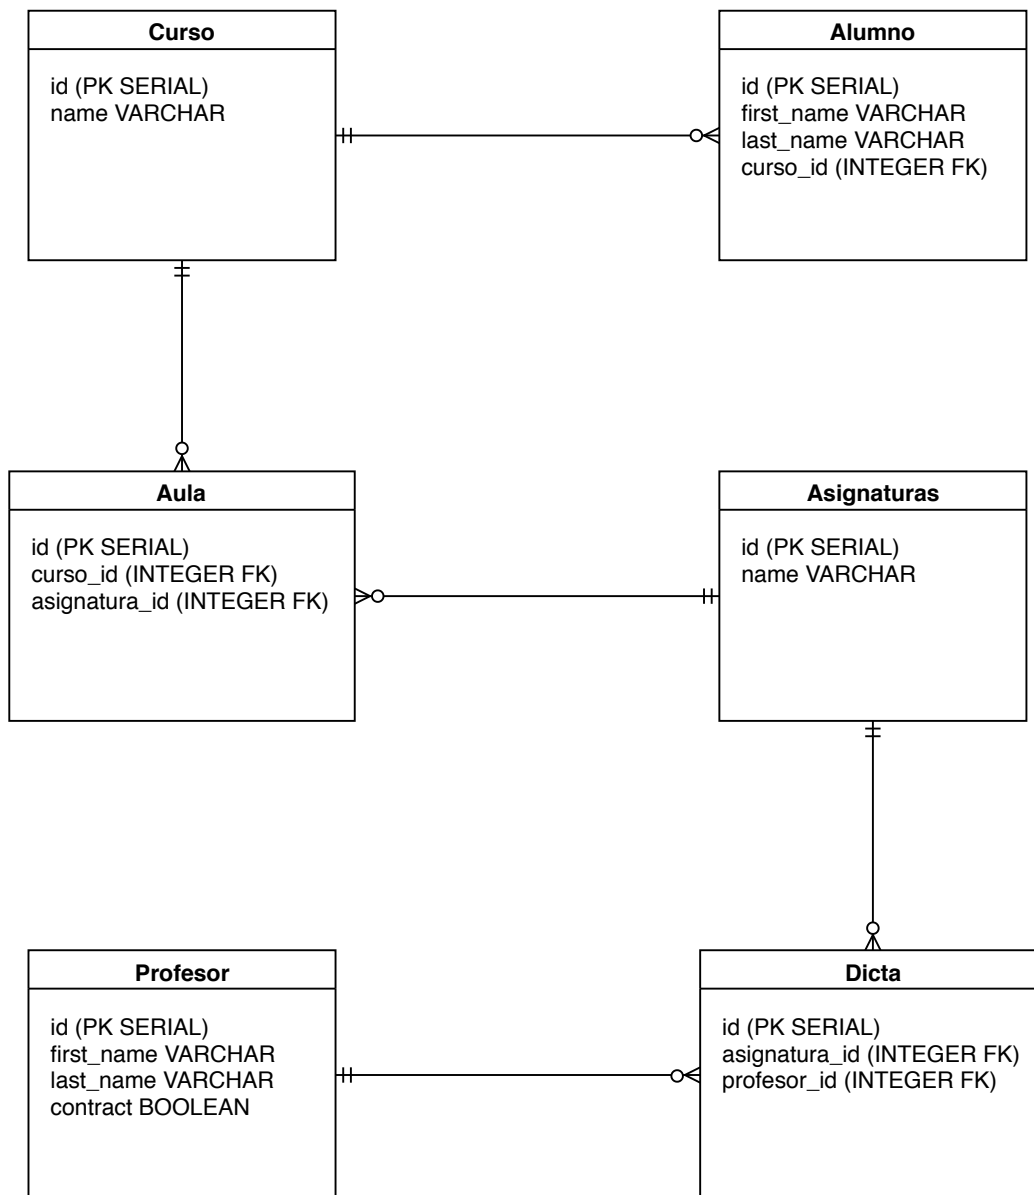 Curso
id (PK SERIAL)
name VARCHAR
Alumno
id (PK SERIAL)
first_name VARCHAR
last_name VARCHAR
curso_id (INTEGER FK)
Aula
id (PK SERIAL)
curso_id (INTEGER FK)
asignatura_id (INTEGER FK)
Asignaturas
id (PK SERIAL)
name VARCHAR
Profesor
id (PK SERIAL)
first_name VARCHAR
last_name VARCHAR
contract BOOLEAN
Dicta
id (PK SERIAL)
asignatura_id (INTEGER FK)
profesor_id (INTEGER FK)